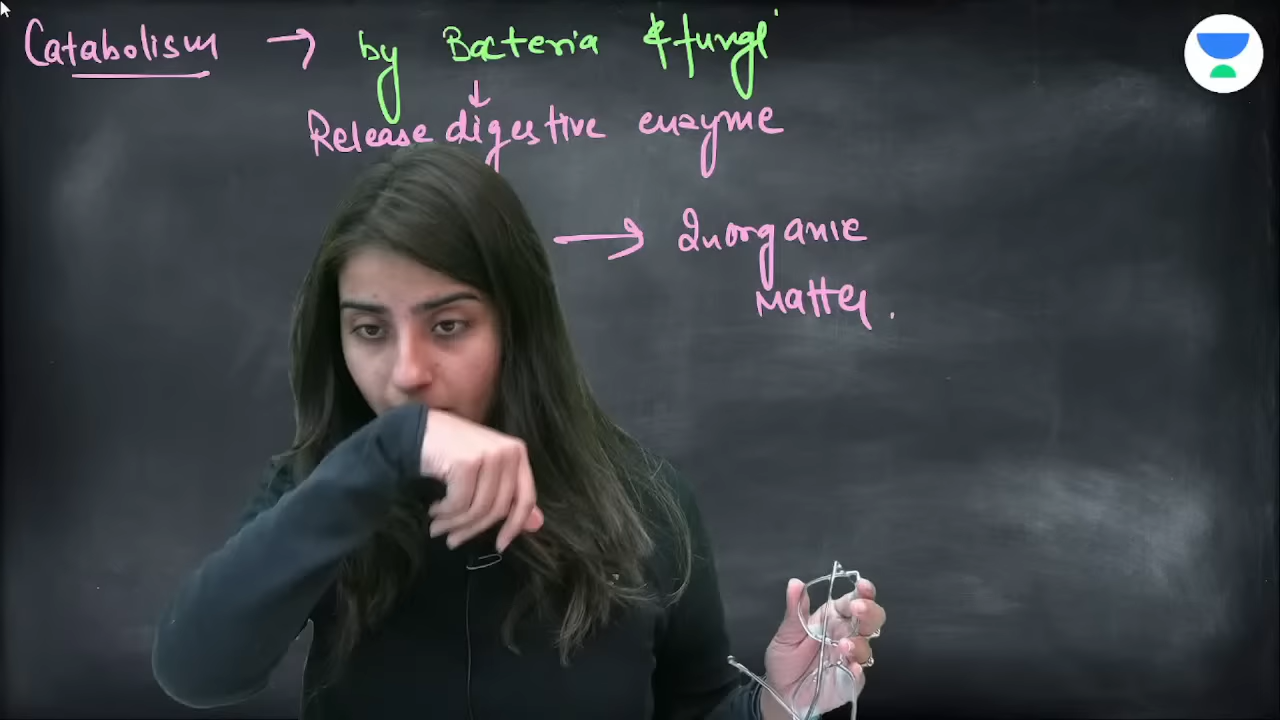 Catabolism → by Bacteria & fungi
↓
Release digestive enzyme
→ Inorganic
Matter.